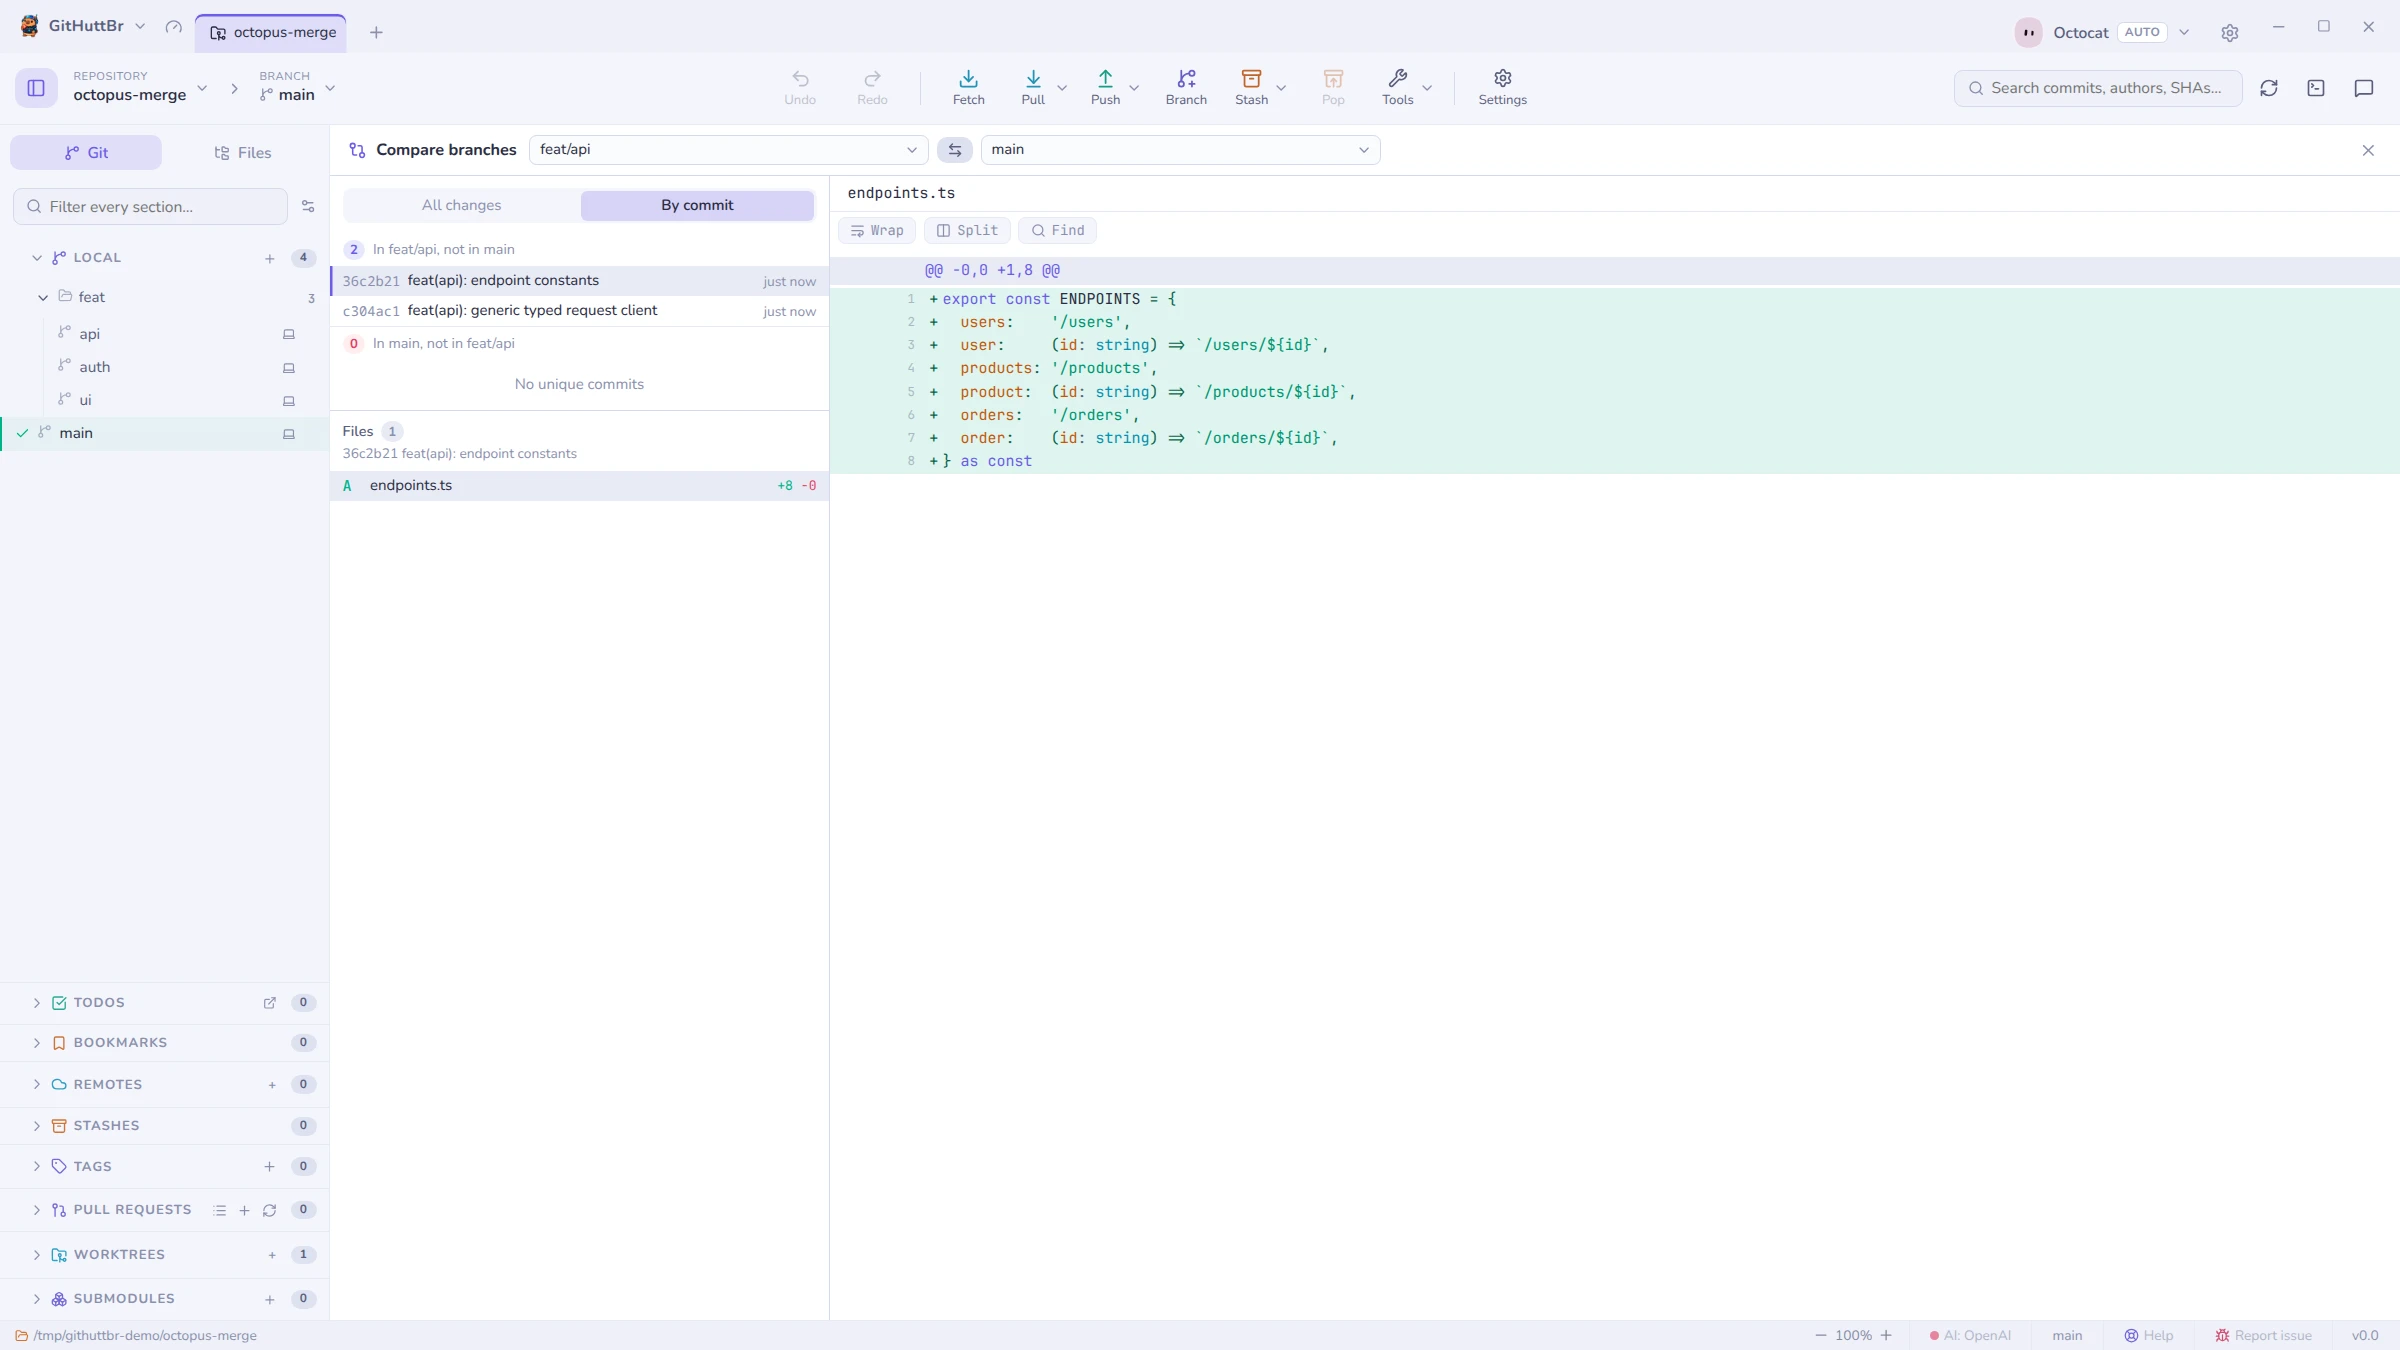 GitHuttBr
octopus-merge
Octocat AUTO
REPOSITORY
octopus-merge
BRANCH
main
Undo
Redo
Fetch
Pull
Push
Branch
Stash
Pop
Tools
Settings
Search commits, authors, SHAs...
Git
Files
Filter every section...
LOCAL 4
feat 3
api
auth
ui
main
TODOS 0
BOOKMARKS 0
REMOTES + 0
STASHES 0
TAGS + 0
PULL REQUESTS + 0
WORKTREES + 1
SUBMODULES + 0
Compare branches
feat/api
main
All changes
By commit
2 In feat/api, not in main
36c2b21 feat(api): endpoint constants just now
c304ac1 feat(api): generic typed request client just now
0 In main, not in feat/api
No unique commits
Files 1
36c2b21 feat(api): endpoint constants
A endpoints.ts +8 -0
endpoints.ts
Wrap
Split
Find
@@ -0,0 +1,8 @@
1 +export const ENDPOINTS = {
2 +  users:    '/users',
3 +  user:     (id: string) => `/users/${id}`,
4 +  products: '/products',
5 +  product:  (id: string) => `/products/${id}`,
6 +  orders:   '/orders',
7 +  order:    (id: string) => `/orders/${id}`,
8 +} as const
/tmp/githuttbr-demo/octopus-merge
100%
AI: OpenAI
main
Help
Report issue
v0.0